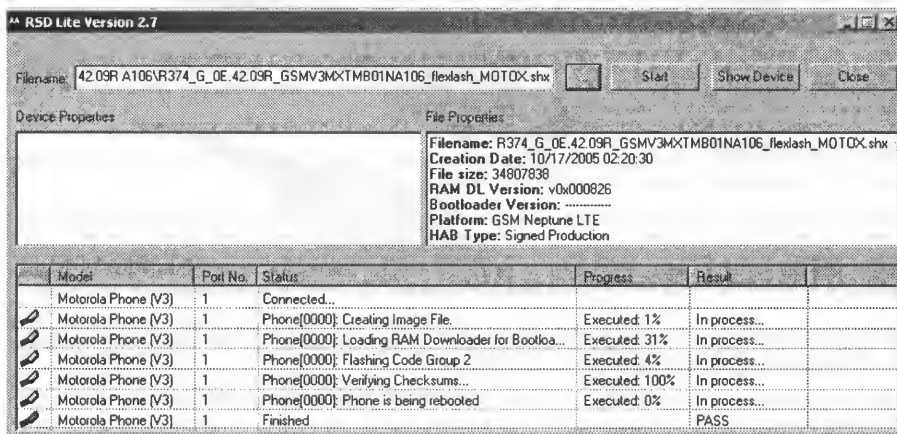 RSD Lite Version 2.7
Filename: 42.09R A106\R374_G_0E.42.09R_GSMV3MXTMB01NA106_flexlash_MOTOX.shx ... Start Show Device Close
Device Properties File Properties
Filename: R374_G_0E.42.09R_GSMV3MXTMB01NA106_flexlash_MOTOX.shx
Creation Date: 10/17/2005 02:20:30
File size: 34807838
RAM DL Version: v0x000826
Bootloader Version: ------------
Platform: GSM Neptune LTE
HAB Type: Signed Production
Model Port No. Status Progress Result
Motorola Phone (V3) 1 Connected...
Motorola Phone (V3) 1 Phone[0000]: Creating Image File. Executed: 1% In process...
Motorola Phone (V3) 1 Phone[0000]: Loading RAM Downloader for Bootloa... Executed: 31% In process...
Motorola Phone (V3) 1 Phone[0000]: Flashing Code Group 2 Executed: 4% In process...
Motorola Phone (V3) 1 Phone[0000]: Verifying Checksums... Executed: 100% In process...
Motorola Phone (V3) 1 Phone[0000]: Phone is being rebooted Executed: 0% In process...
Motorola Phone (V3) 1 Finished PASS